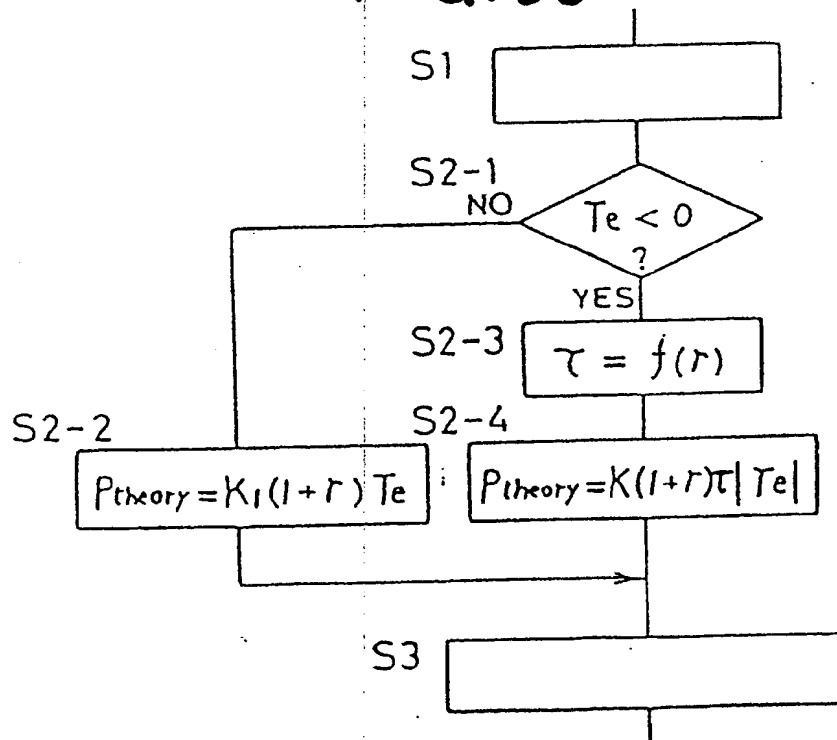 S1
S2-1
NO
Te < 0
?
YES
S2-3
τ = f(r)
S2-2
S2-4
Ptheory = K1(1+r) Te
Ptheory = K(1+r)τ|Te|
S3